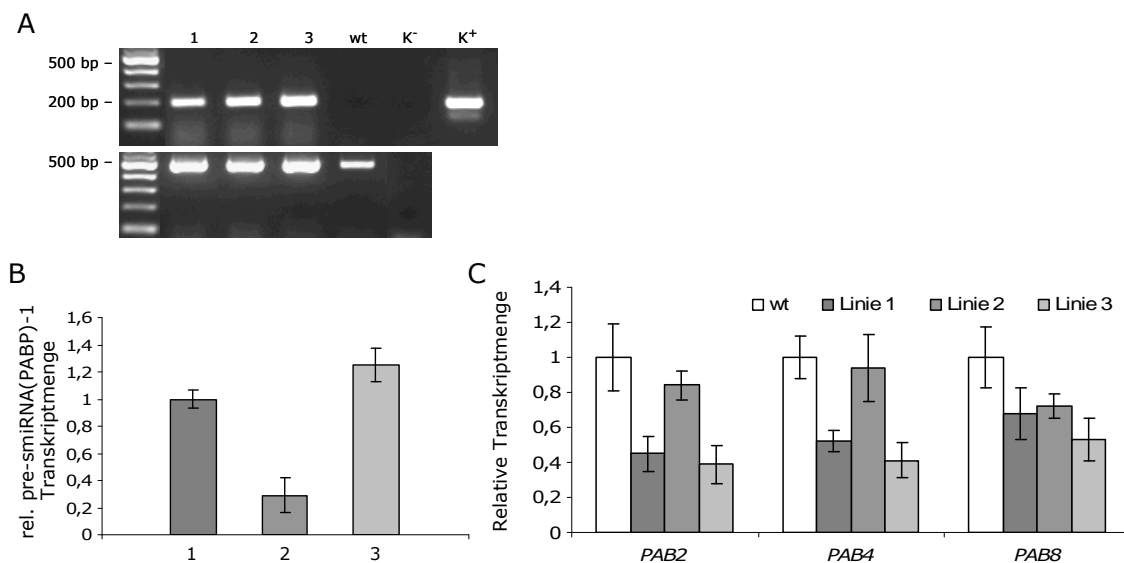 A
1 2 3 wt K⁻ K⁺
500 bp –
200 bp –
500 bp –
B
rel. pre-smiRNA(PABP)-1
Transkriptmenge
1,6
1,4
1,2
1
0,8
0,6
0,4
0,2
0
1 2 3
C
Relative Transkriptmenge
1,4
1,2
1
0,8
0,6
0,4
0,2
0
wt Linie 1 Linie 2 Linie 3
PAB2 PAB4 PAB8